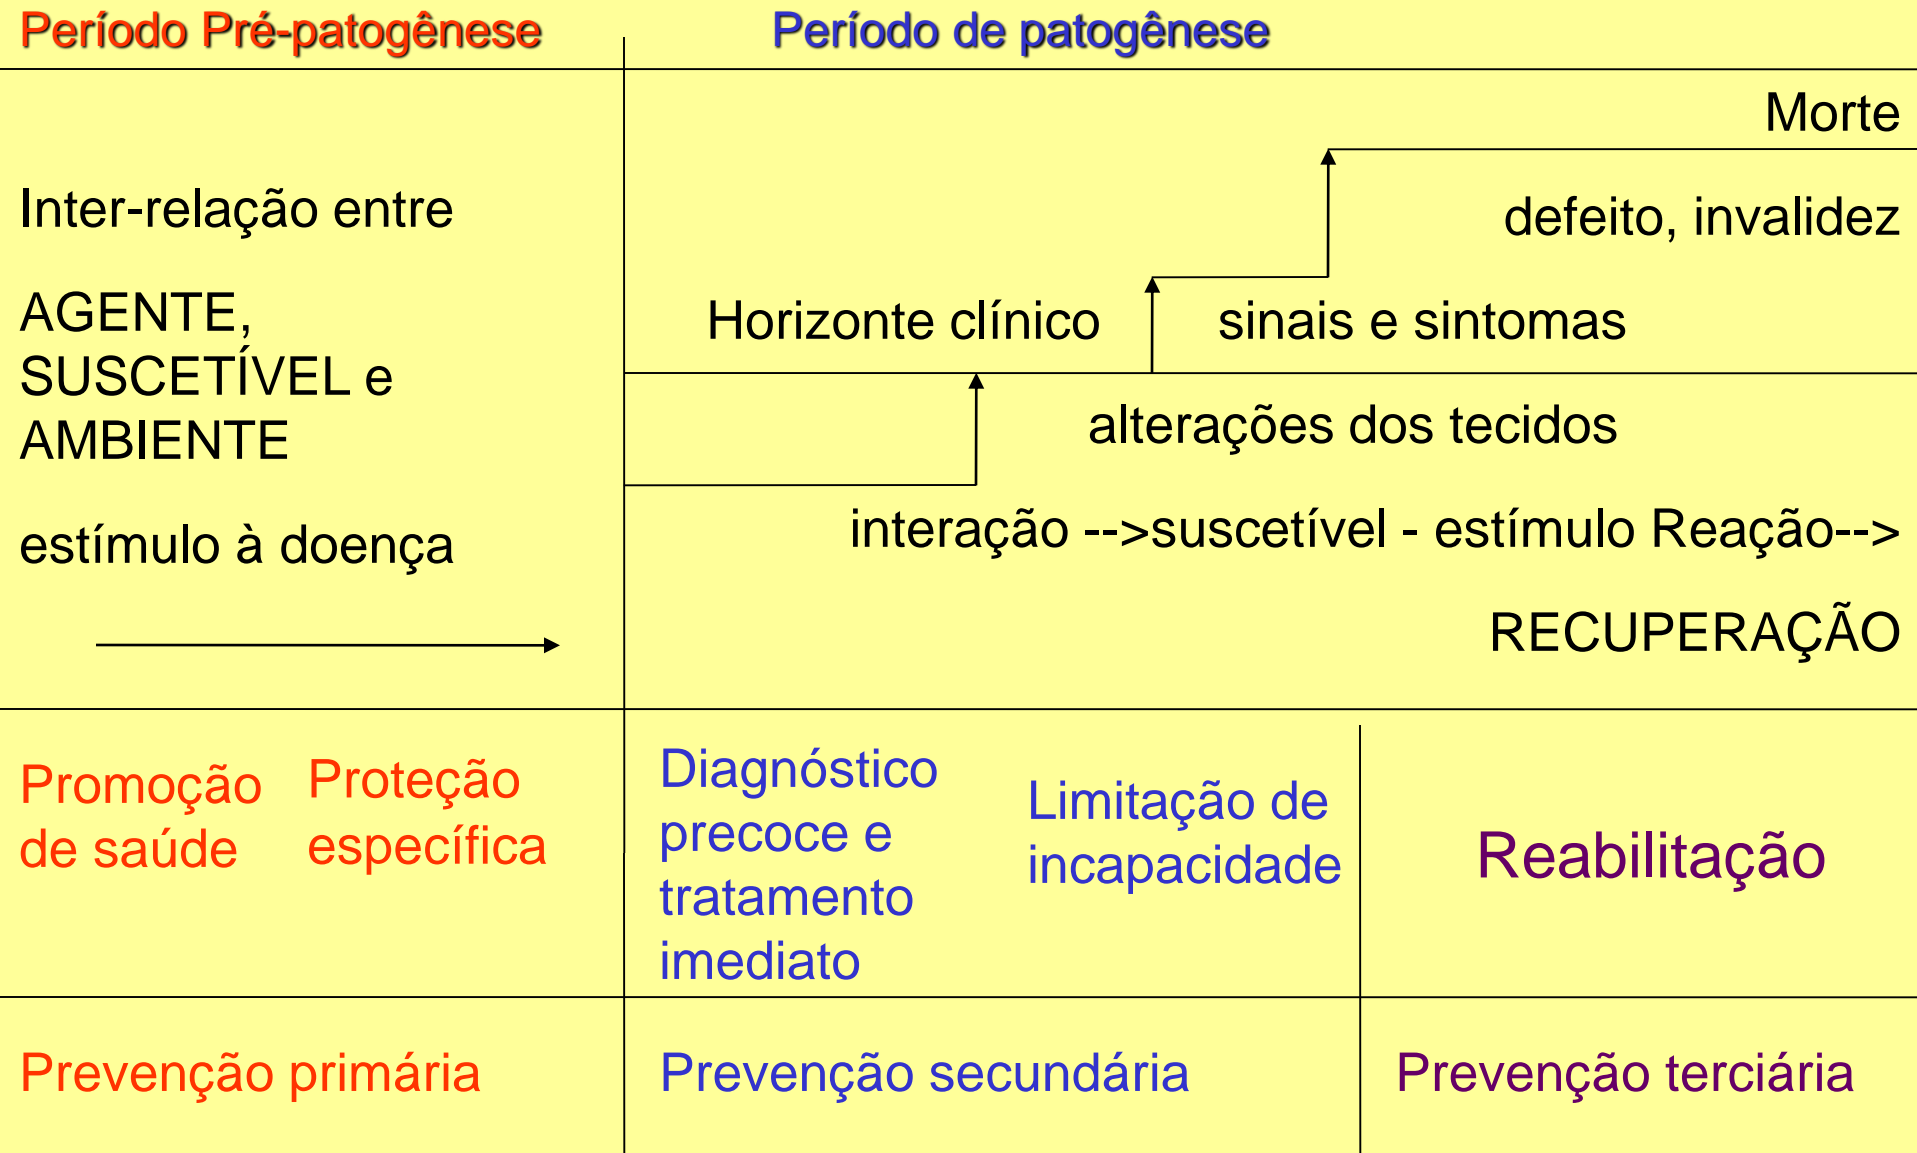 Período Pré-patogênese
Período de patogênese
Inter-relação entre
AGENTE,
SUSCETÍVEL e
AMBIENTE
estímulo à doença
Morte
defeito, invalidez
Horizonte clínico
sinais e sintomas
alterações dos tecidos
interação -->suscetível - estímulo Reação-->
RECUPERAÇÃO
Promoção
de saúde
Proteção
específica
Diagnóstico
precoce e
tratamento
imediato
Limitação de
incapacidade
Reabilitação
Prevenção primária
Prevenção secundária
Prevenção terciária